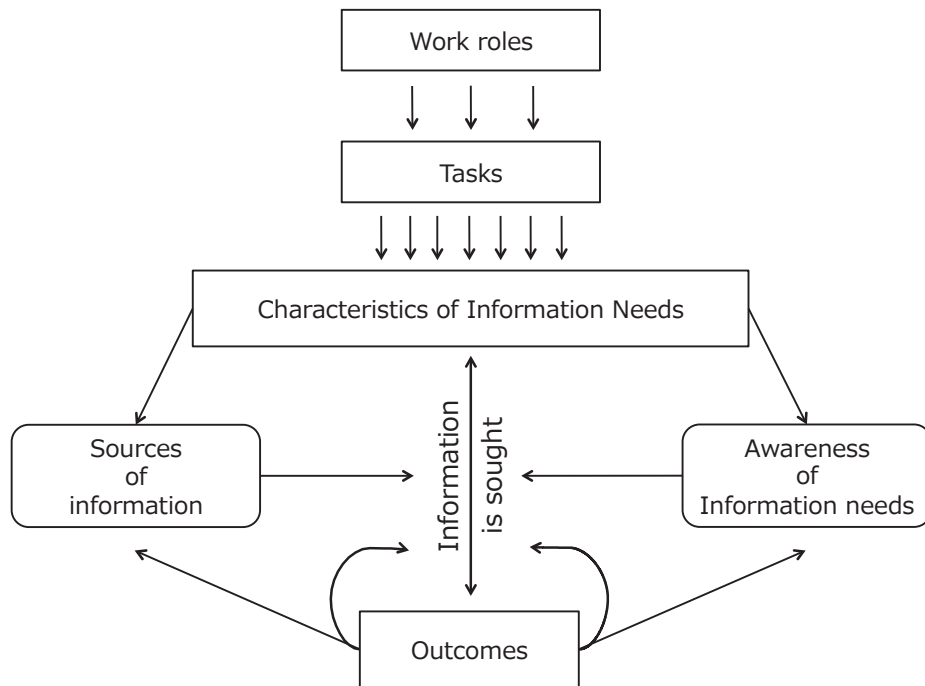 Work roles
Tasks
Characteristics of Information Needs
Sources
of
information
Information
is sought
Awareness
of
Information needs
Outcomes